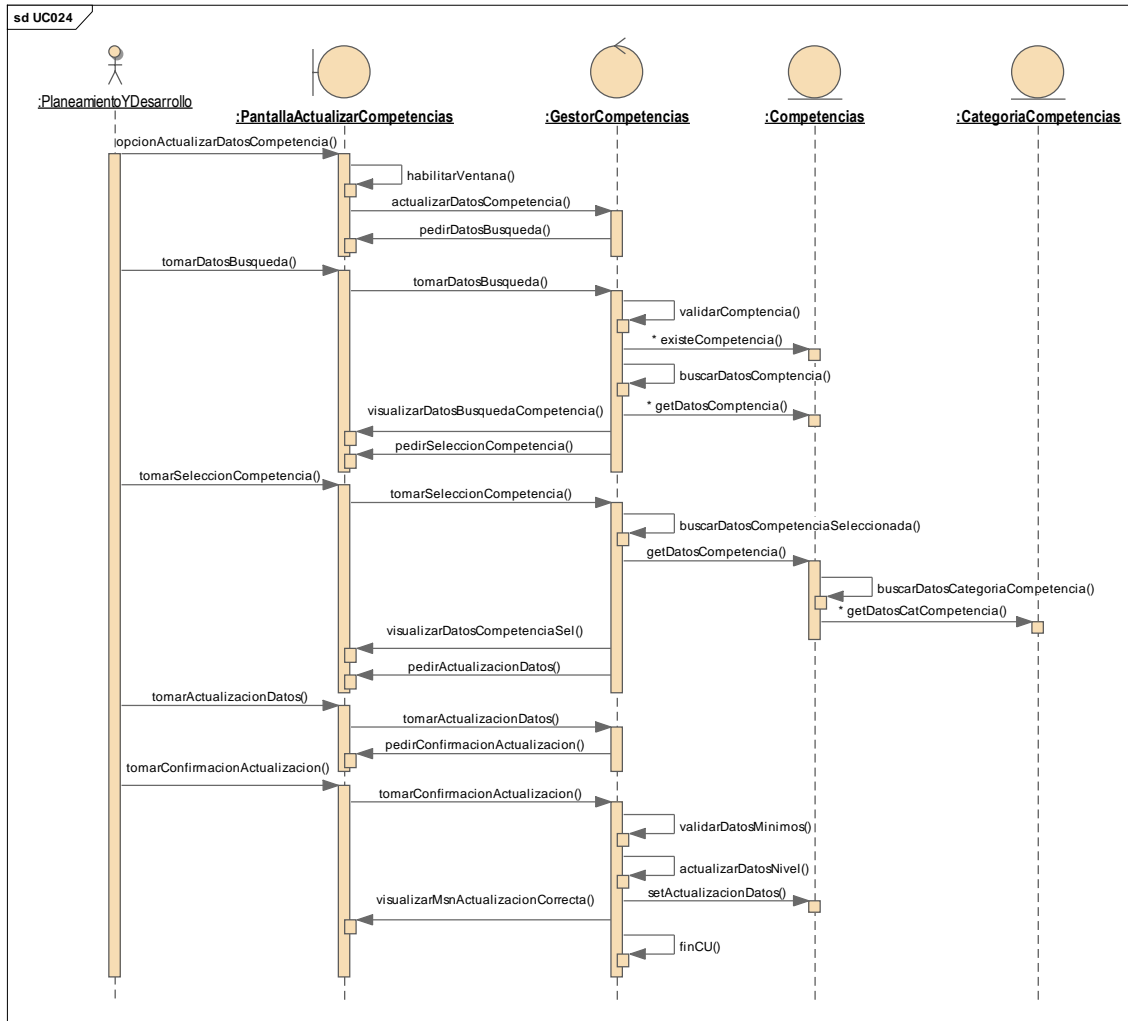 sd UC024
:PlaneamientoYDesarrollo
:PantallaActualizarCompetencias
:GestorCompetencias
:Competencias
:CategoriaCompetencias
opcionActualizarDatosCompetencia()
habilitarVentana()
actualizarDatosCompetencia()
pedirDatosBusqueda()
tomarDatosBusqueda()
tomarDatosBusqueda()
validarComptencia()
* existeCompetencia()
buscarDatosComptencia()
* getDatosComptencia()
visualizarDatosBusquedaCompetencia()
pedirSeleccionCompetencia()
tomarSeleccionCompetencia()
tomarSeleccionCompetencia()
buscarDatosCompetenciaSeleccionada()
getDatosCompetencia()
buscarDatosCategoriaCompetencia()
* getDatosCatCompetencia()
visualizarDatosCompetenciaSel()
pedirActualizacionDatos()
tomarActualizacionDatos()
tomarActualizacionDatos()
pedirConfirmacionActualizacion()
tomarConfirmacionActualizacion()
tomarConfirmacionActualizacion()
validarDatosMinimos()
actualizarDatosNivel()
setActualizacionDatos()
visualizarMsnActualizacionCorrecta()
finCU()